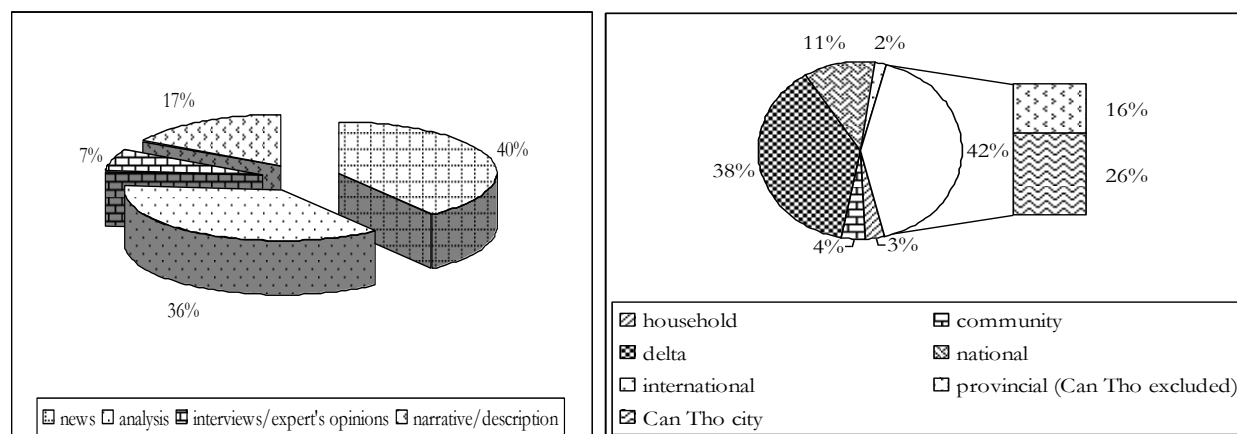 17%
7%
40%
36%
news analysis interviews/expert's opinions narrative/description
11% 2%
16%
42%
38%
26%
4% 3%
household community
delta national
international provincial (Can Tho excluded)
Can Tho city